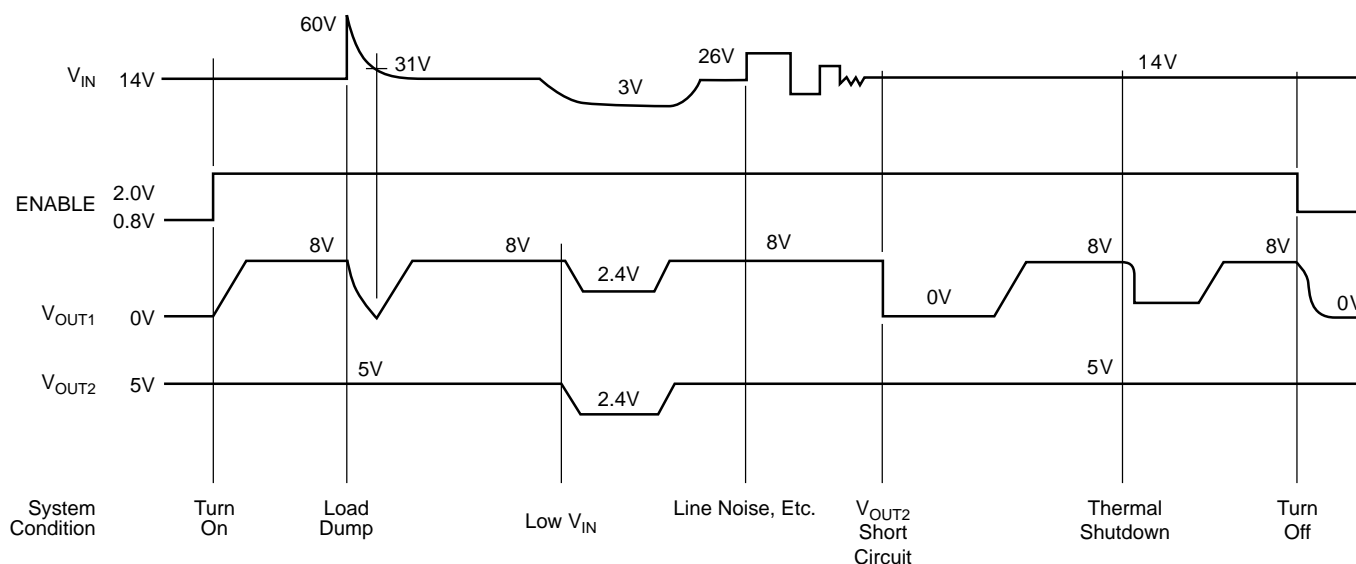 60V
31V
26V
14V
V_IN 14V
3V
2.0V
ENABLE
0.8V
8V 8V 8V 8V 8V
2.4V
0V
V_OUT1 0V
0V
5V 5V
V_OUT2 5V
2.4V
System Condition
Turn On
Load Dump
Low V_IN
Line Noise, Etc.
V_OUT2 Short Circuit
Thermal Shutdown
Turn Off